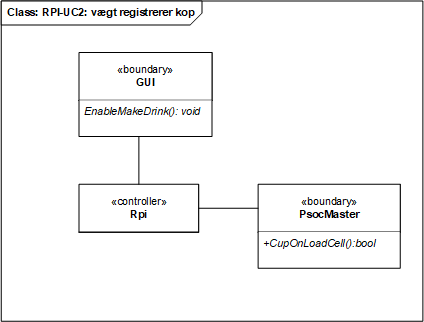 Class: RPI-UC2: vægt registrerer kop
«boundary»
GUI
EnableMakeDrink(): void
«controller»
Rpi
«boundary»
PsocMaster
+CupOnLoadCell():bool